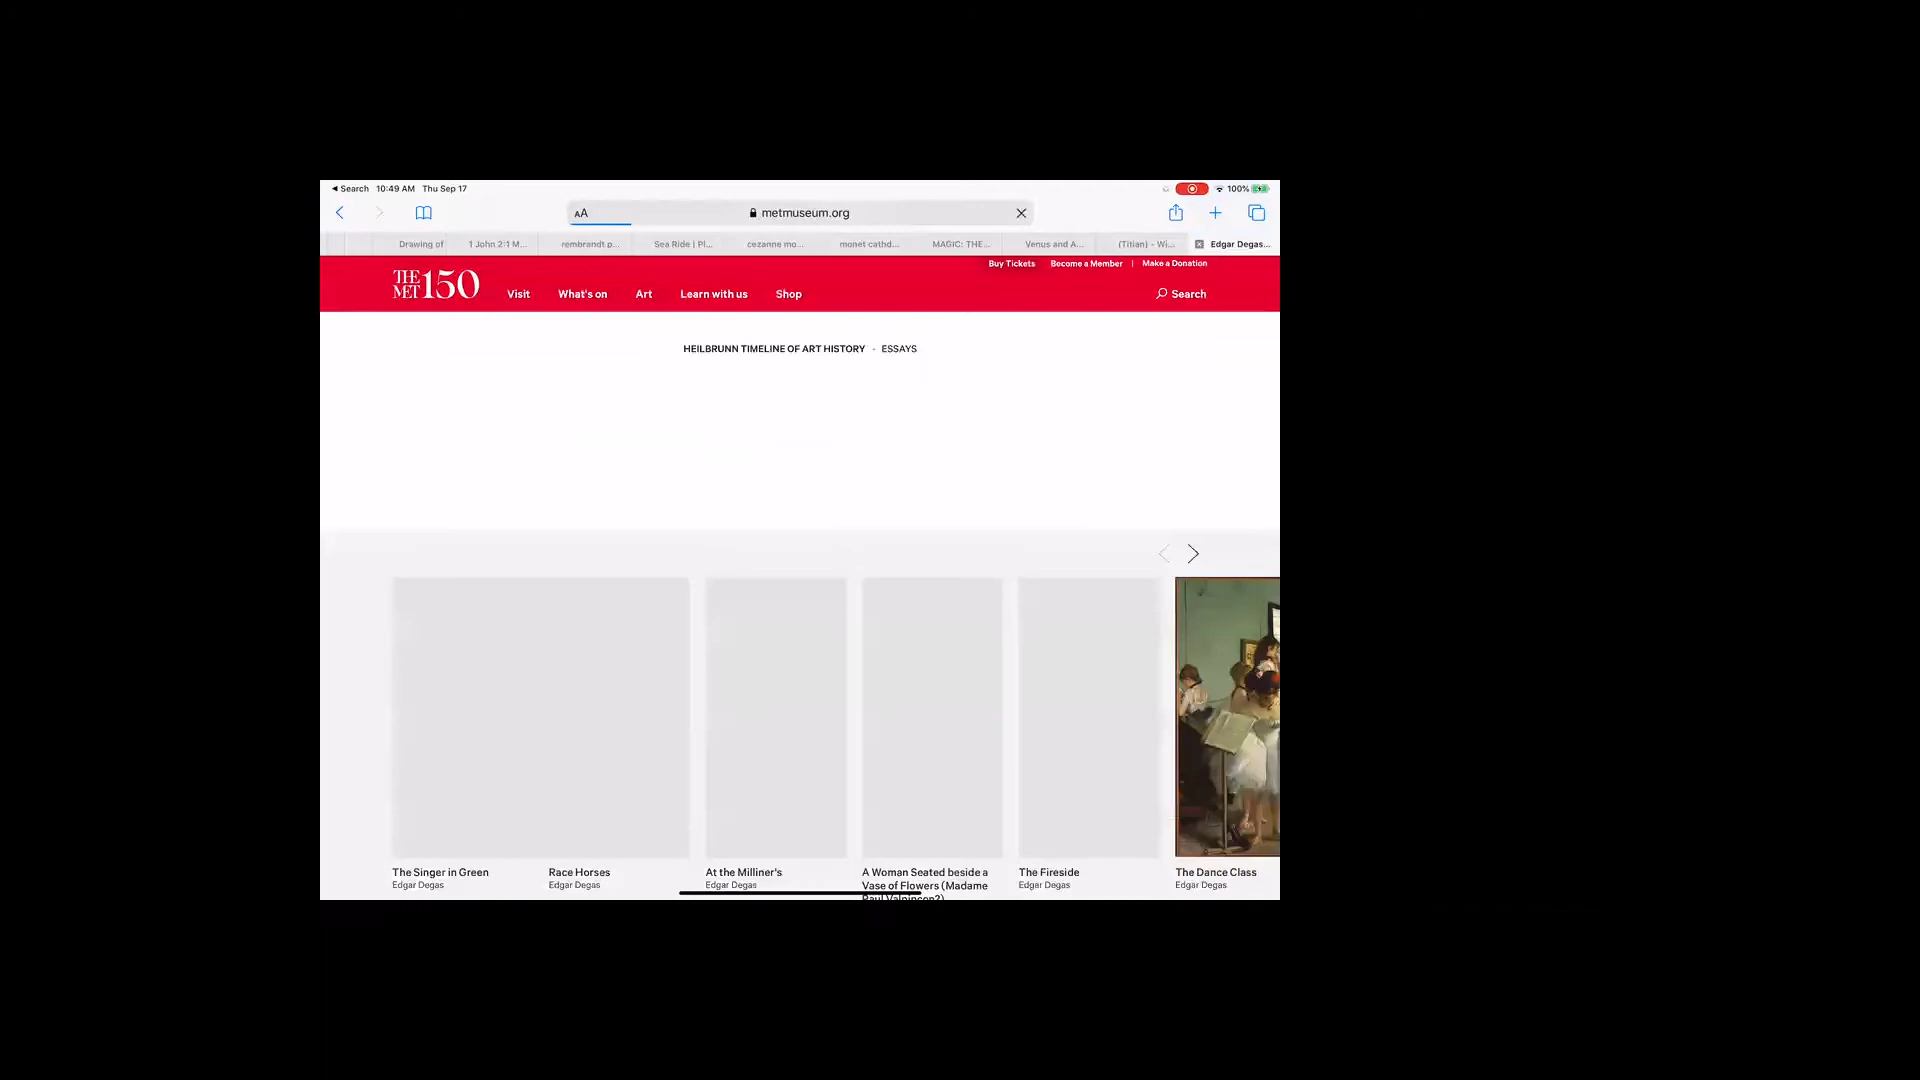 Search 10:49 AM Thu Sep 17 100%
AA metmuseum.org
Drawing of 1 John 2:1 M... rembrandt p... Sea Ride | Pl... cezanne mo... monet cathd... MAGIC: THE... Venus and A... (Titian) - Wi... Edgar Degas...
Buy Tickets Become a Member | Make a Donation
THE MET 150 Visit What's on Art Learn with us Shop Search
HEILBRUNN TIMELINE OF ART HISTORY - ESSAYS
The Singer in Green
Edgar Degas
Race Horses
Edgar Degas
At the Milliner's
Edgar Degas
A Woman Seated beside a
Vase of Flowers (Madame
Paul Valpinçon?)
The Fireside
Edgar Degas
The Dance Class
Edgar Degas